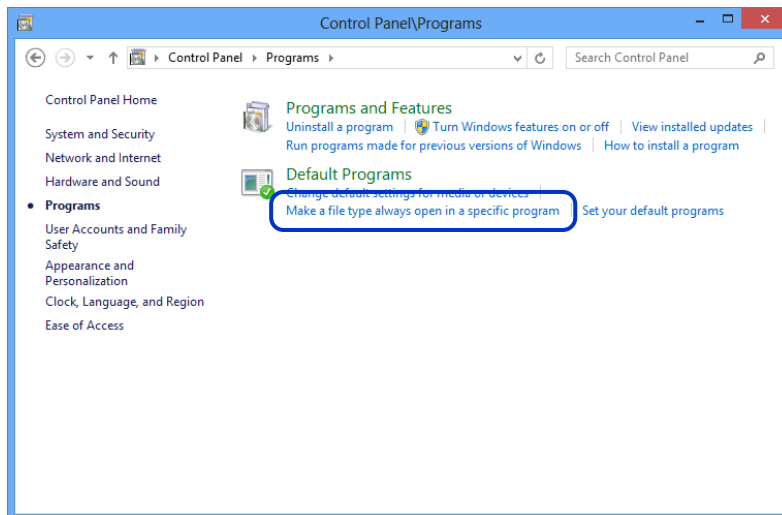 Control Panel\Programs
Control Panel Programs
Search Control Panel
Control Panel Home
System and Security
Network and Internet
Hardware and Sound
Programs
User Accounts and Family
Safety
Appearance and
Personalization
Clock, Language, and Region
Ease of Access
Programs and Features
Uninstall a program Turn Windows features on or off View installed updates
Run programs made for previous versions of Windows How to install a program
Default Programs
Change default settings for media or devices
Make a file type always open in a specific program Set your default programs